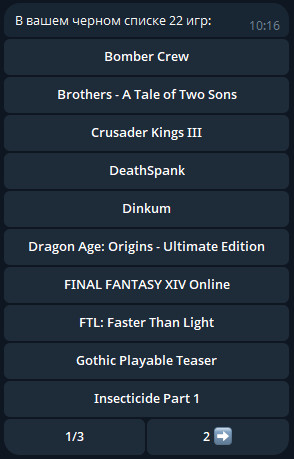 В вашем черном списке 22 игр:
10:16
Bomber Crew
Brothers - A Tale of Two Sons
Crusader Kings III
DeathSpank
Dinkum
Dragon Age: Origins - Ultimate Edition
FINAL FANTASY XIV Online
FTL: Faster Than Light
Gothic Playable Teaser
Insecticide Part 1
1/3
2 ➡️